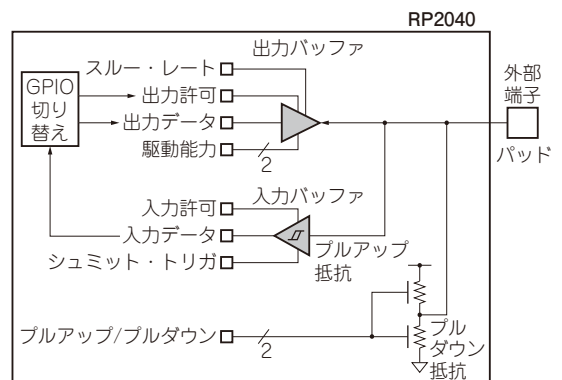 RP2040
出力バッファ
スルー・レート
GPIO
切り
替え
出力許可
出力データ
駆動能力
2
外部
端子
パッド
入力バッファ
入力許可
入力データ
シュミット・トリガ
プルアップ
抵抗
プルアップ/プルダウン
2
プル
ダウン
抵抗